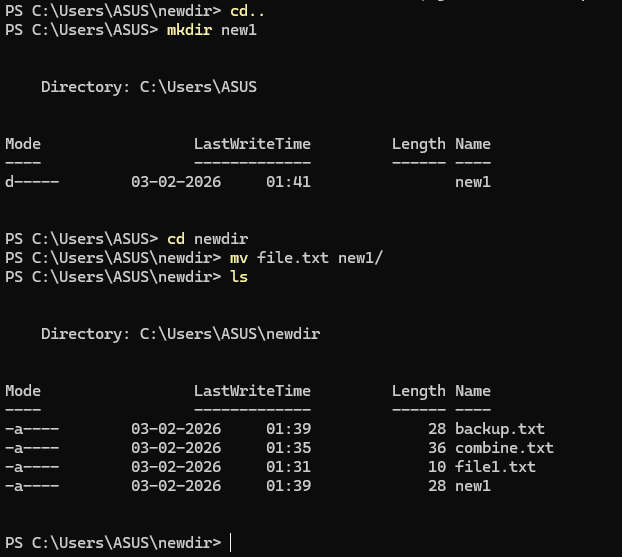 PS C:\Users\ASUS\newdir> cd..
PS C:\Users\ASUS> mkdir new1
Directory: C:\Users\ASUS
Mode LastWriteTime Length Name
---- ------------- ------ ----
d----- 03-02-2026 01:41 new1
PS C:\Users\ASUS> cd newdir
PS C:\Users\ASUS\newdir> mv file.txt new1/
PS C:\Users\ASUS\newdir> ls
Directory: C:\Users\ASUS\newdir
Mode LastWriteTime Length Name
---- ------------- ------ ----
-a---- 03-02-2026 01:39 28 backup.txt
-a---- 03-02-2026 01:35 36 combine.txt
-a---- 03-02-2026 01:31 10 file1.txt
-a---- 03-02-2026 01:39 28 new1
PS C:\Users\ASUS\newdir>